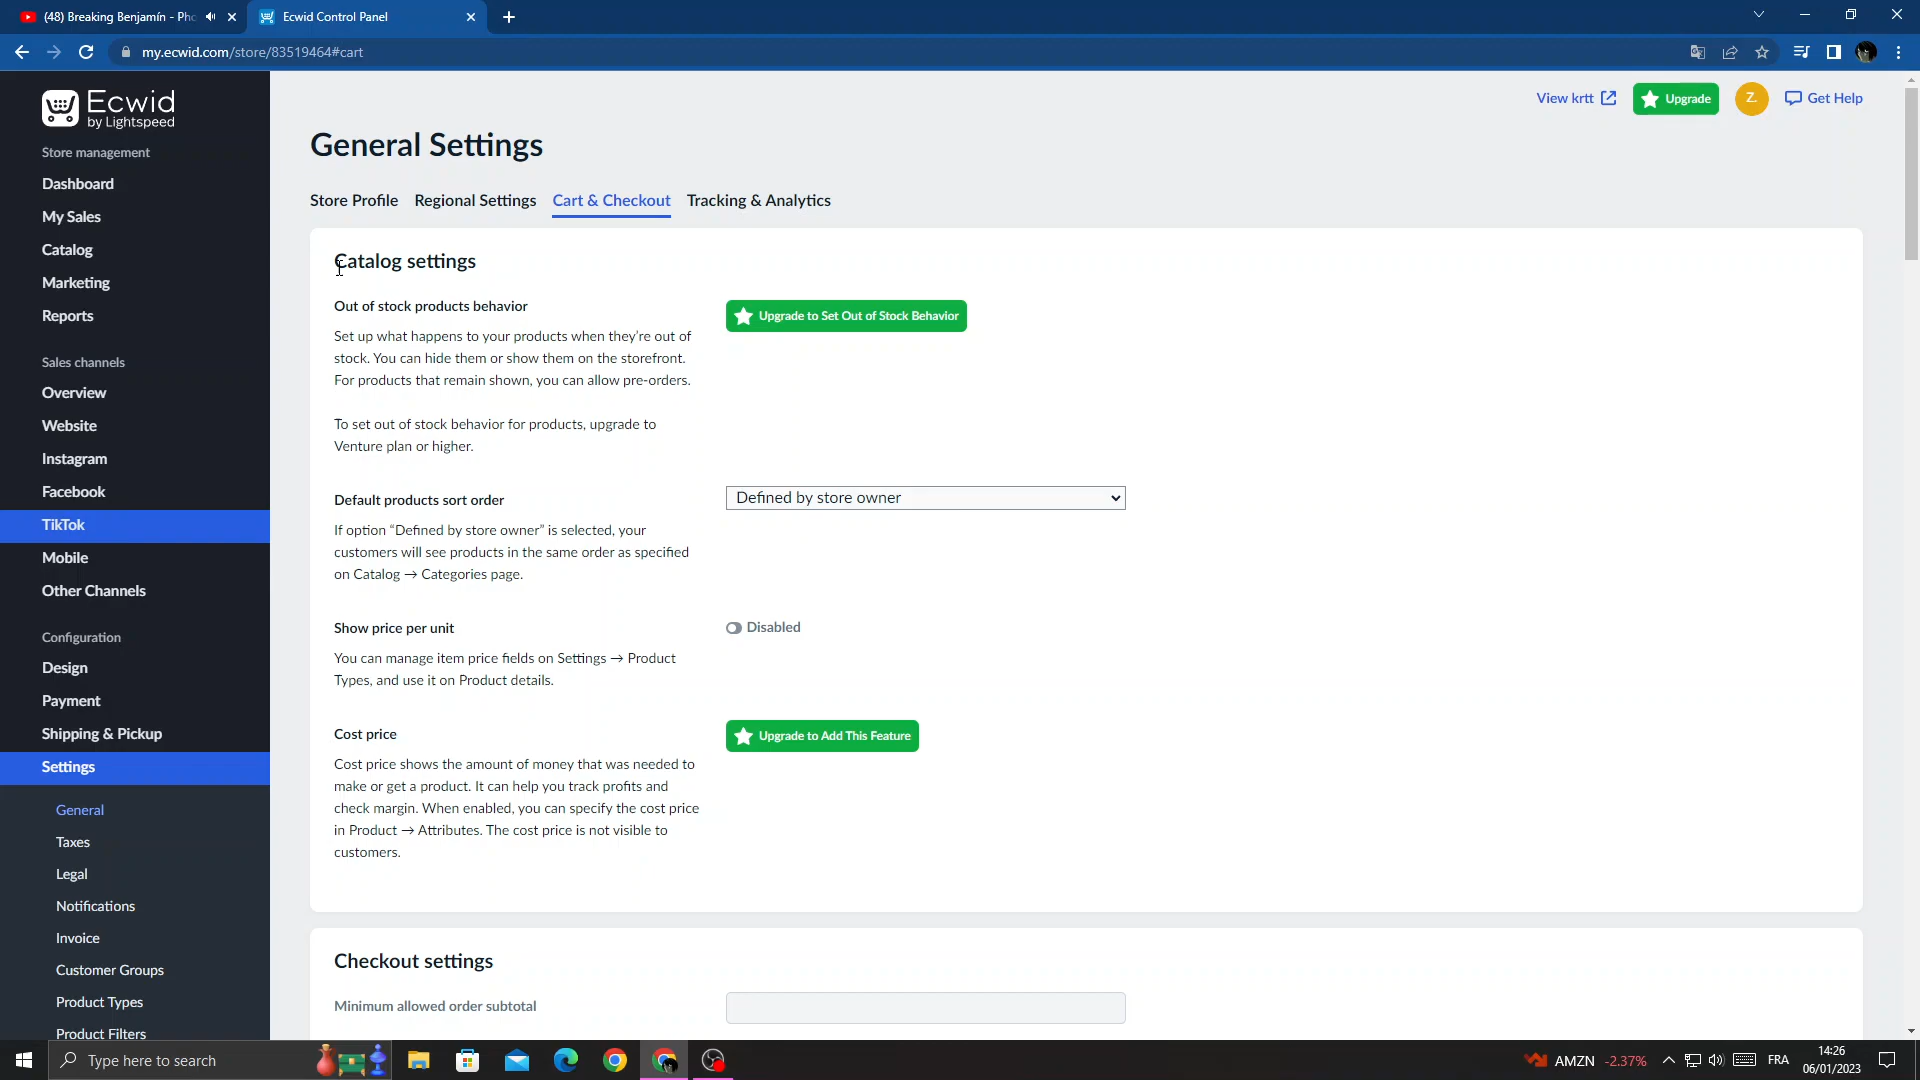 (48) Breaking Benjamín - Pho
Ecwid Control Panel
my.ecwid.com/store/83519464#cart
Ecwid
by Lightspeed
View krtt
Upgrade
Z.
Get Help
Store management
Dashboard
My Sales
Catalog
Marketing
Reports
Sales channels
Overview
Website
Instagram
Facebook
TikTok
Mobile
Other Channels
Configuration
Design
Payment
Shipping & Pickup
Settings
General
Taxes
Legal
Notifications
Invoice
Customer Groups
Product Types
Product Filters
General Settings
Store Profile
Regional Settings
Cart & Checkout
Tracking & Analytics
Catalog settings
Out of stock products behavior
Set up what happens to your products when they're out of
stock. You can hide them or show them on the storefront.
For products that remain shown, you can allow pre-orders.
To set out of stock behavior for products, upgrade to
Venture plan or higher.
Upgrade to Set Out of Stock Behavior
Default products sort order
If option “Defined by store owner” is selected, your
customers will see products in the same order as specified
on Catalog → Categories page.
Defined by store owner
Show price per unit
You can manage item price fields on Settings → Product
Types, and use it on Product details.
Disabled
Cost price
Cost price shows the amount of money that was needed to
make or get a product. It can help you track profits and
check margin. When enabled, you can specify the cost price
in Product → Attributes. The cost price is not visible to
customers.
Upgrade to Add This Feature
Checkout settings
Minimum allowed order subtotal
Type here to search
AMZN -2.37%
FRA
14:26
06/01/2023